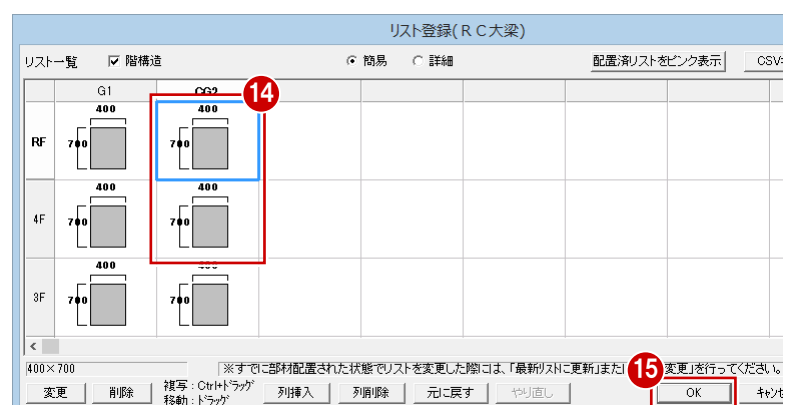 リスト登録(ＲＣ大梁)
リスト一覧 階構造 簡易 詳細 配置済リストをピンク表示 CSV
G1 CG2 14
400 400
RF 700 700
400 400
4F 700 700
400
3F 700 700
<
400×700 ※すでに部材配置された状態でリストを変更した際には、「最新リストに更新」また 15 変更」を行ってください。
変更 削除 複写：Ctrl+ドラッグ
移動：ドラッグ 列挿入 列削除 元に戻す やり直し OK キャンセ